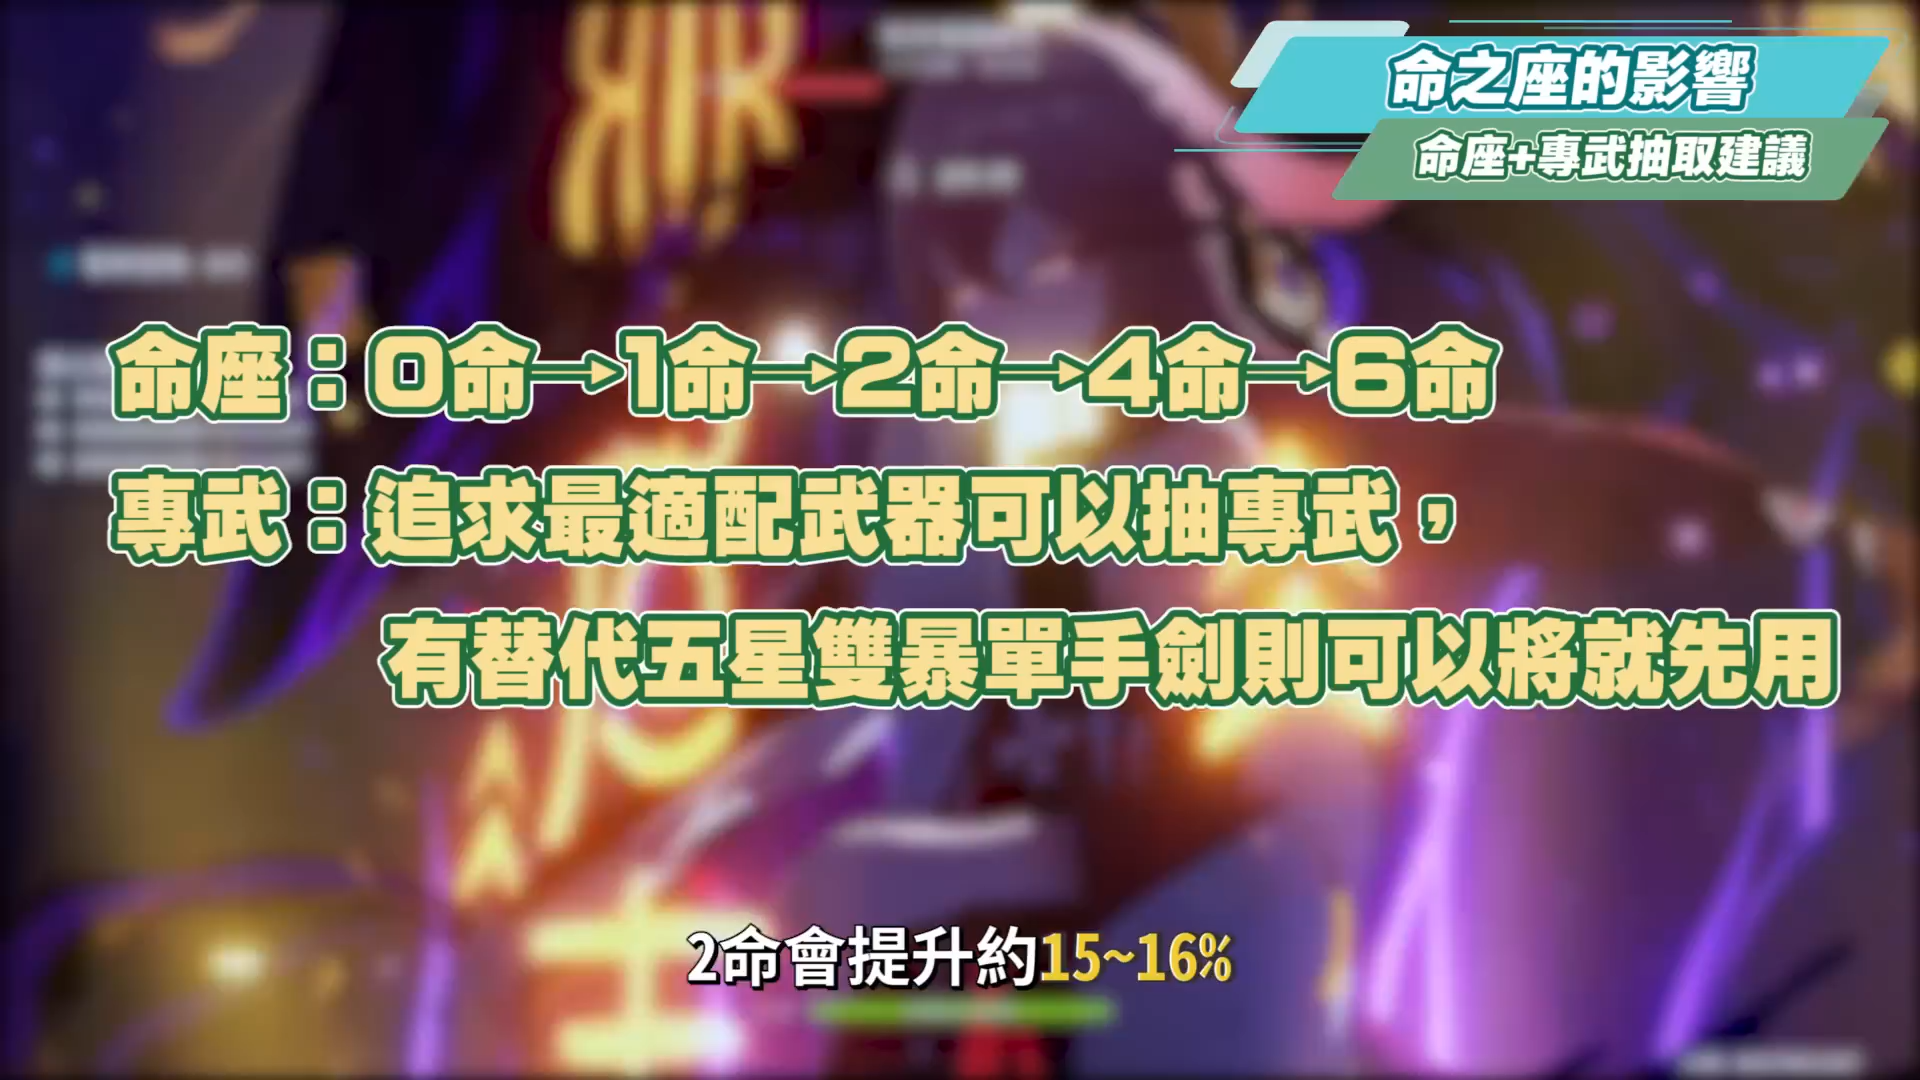 命之座的影響
命座+專武抽取建議
命座：0命→1命→2命→4命→6命
專武：追求最適配武器可以抽專武，
有替代五星雙暴單手劍則可以將就先用
2命會提升約15~16%